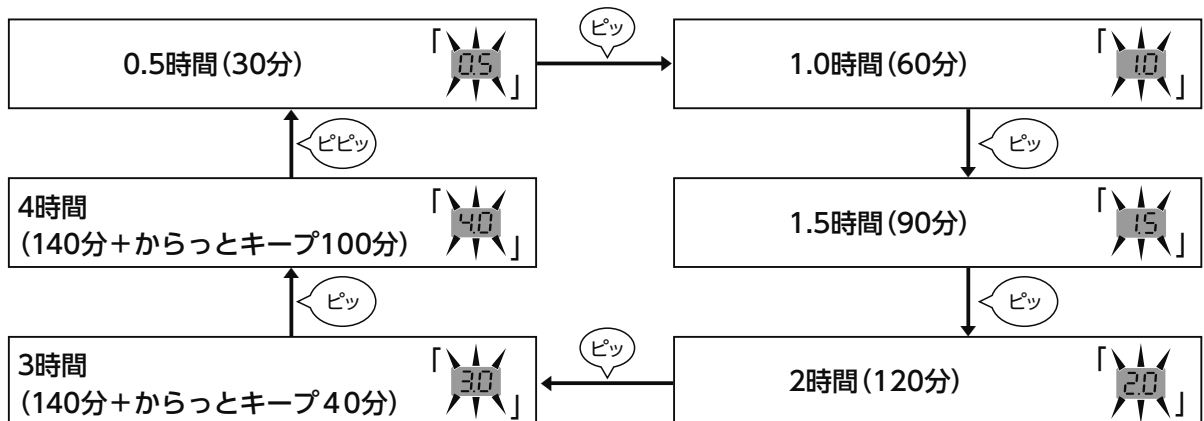 0.5時間(30分) 「0.5」
ピッ
1.0時間(60分) 「1.0」
ピピッ
ピッ
4時間
(140分+からっとキープ100分) 「4.0」
1.5時間(90分) 「1.5」
ピッ
ピッ
3時間
(140分+からっとキープ40分) 「3.0」
ピッ
2時間(120分) 「2.0」